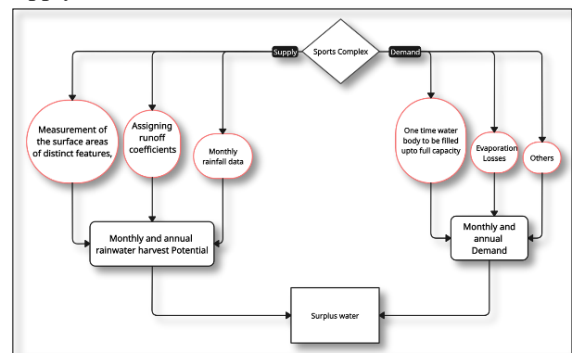 Supply
Sports Complex
Demand
Measurement of
the surface areas
of distinct features,
Assigning
runoff
coefficients
Monthly
rainfall data
One time water
body to be filled
upto full capacity
Evaporation
Losses
Others
Monthly and annual
rainwater harvest Potential
Monthly and
annual
Demand
Surplus water